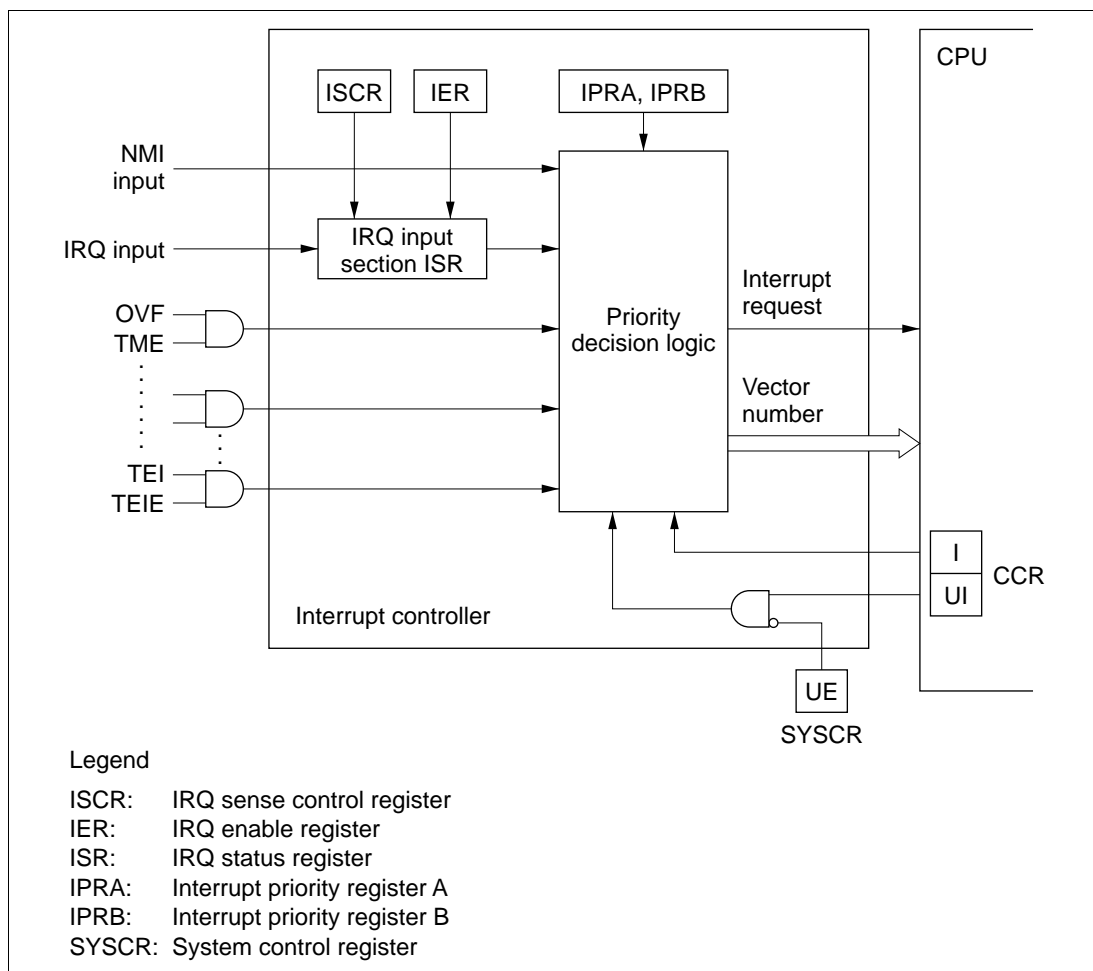 CPU
ISCR
IER
IPRA, IPRB
NMI
input
IRQ input
IRQ input
section ISR
OVF
TME
Priority
decision logic
Interrupt
request
Vector
number
TEI
TEIE
I
UI
CCR
Interrupt controller
UE
SYSCR
Legend
ISCR: IRQ sense control register
IER: IRQ enable register
ISR: IRQ status register
IPRA: Interrupt priority register A
IPRB: Interrupt priority register B
SYSCR: System control register